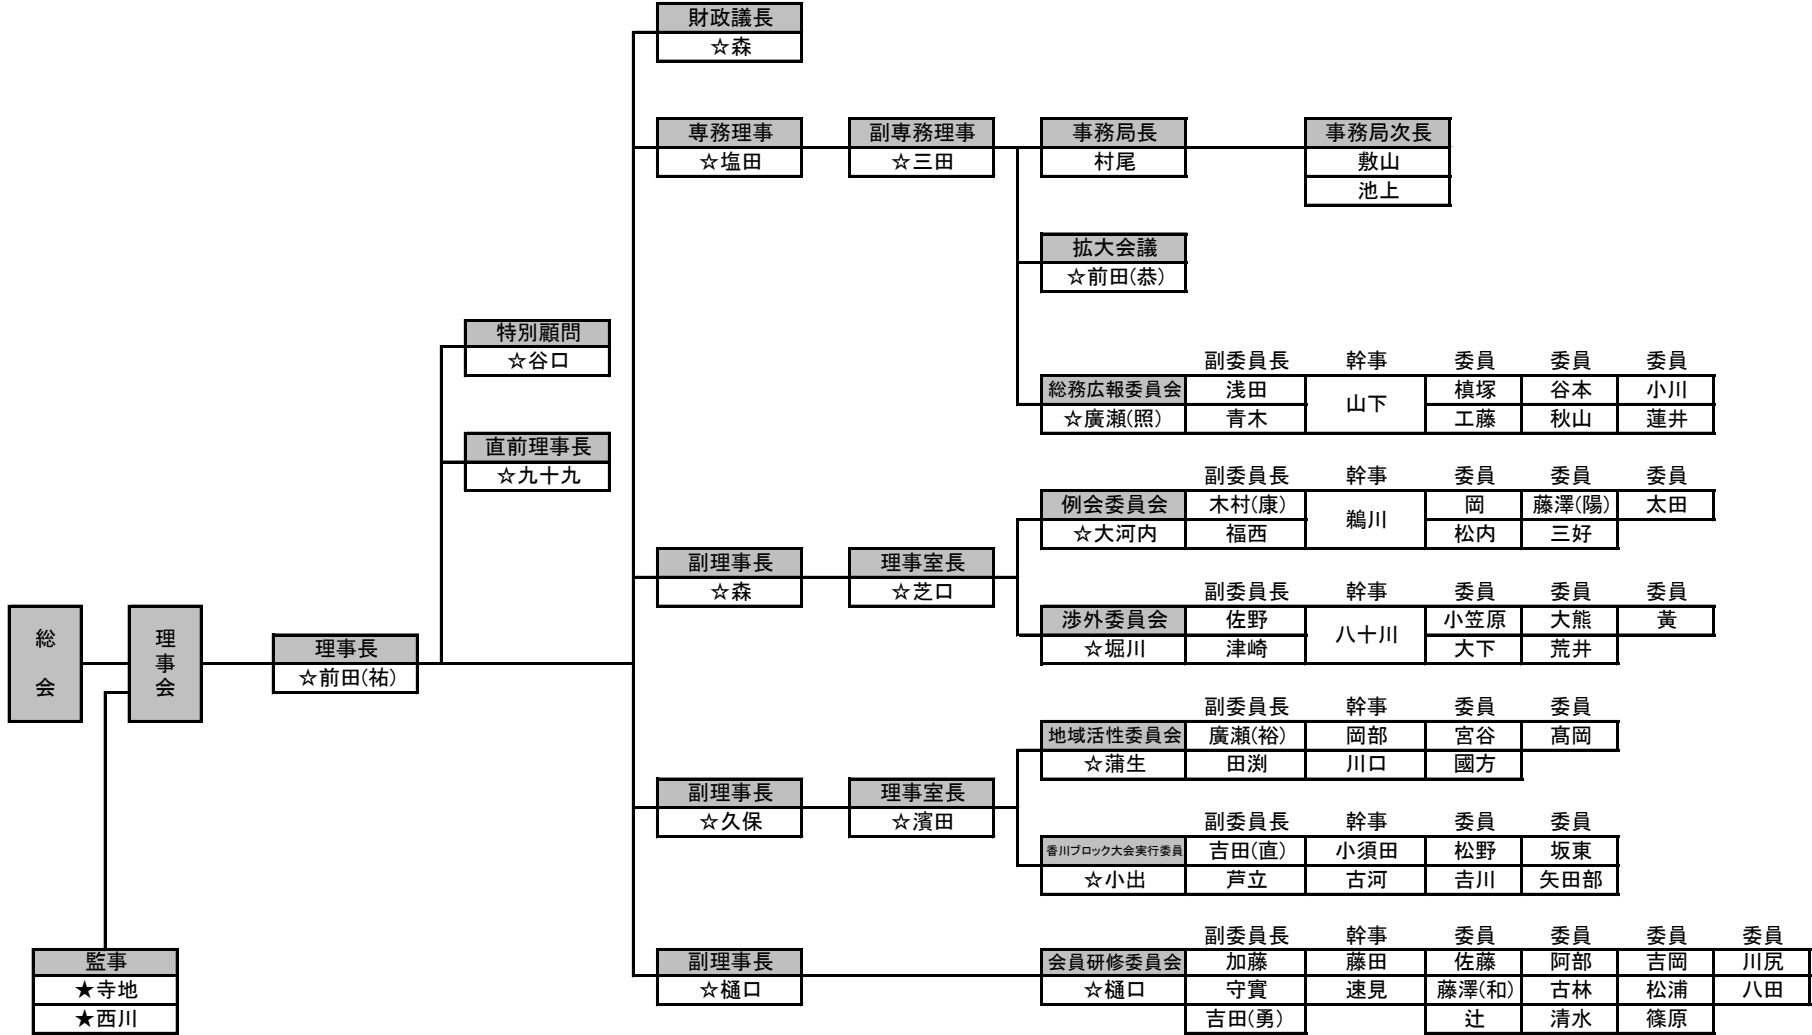 財政議長
☆森
専務理事 副専務理事 事務局長 事務局次長
☆塩田 ☆三田 村尾 敷山
池上
拡大会議
☆前田(恭)
特別顧問
☆谷口
副委員長 幹事 委員 委員 委員
総務広報委員会 浅田 山下 槙塚 谷本 小川
☆廣瀬(照) 青木 工藤 秋山 蓮井
直前理事長
☆九十九
副委員長 幹事 委員 委員 委員
例会委員会 木村(康) 鵜川 岡 藤澤(陽) 太田
☆大河内 福西 松内 三好
副理事長 理事室長
☆森 ☆芝口
副委員長 幹事 委員 委員 委員
渉外委員会 佐野 八十川 小笠原 大熊 黃
☆堀川 津崎 大下 荒井
総会
理事会
理事長
☆前田(祐)
副委員長 幹事 委員 委員
地域活性委員会 廣瀬(裕) 岡部 宮谷 髙岡
☆蒲生 田渕 川口 國方
副理事長 理事室長
☆久保 ☆濱田
副委員長 幹事 委員 委員
香川ブロック大会実行委員 吉田(直) 小須田 松野 坂東
☆小出 芦立 古河 吉川 矢田部
副委員長 幹事 委員 委員 委員 委員
監事 副理事長 会員研修委員会 加藤 藤田 佐藤 阿部 吉岡 川尻
★寺地 ☆樋口 ☆樋口 守實 速見 藤澤(和) 古林 松浦 八田
★西川 吉田(勇) 辻 清水 篠原